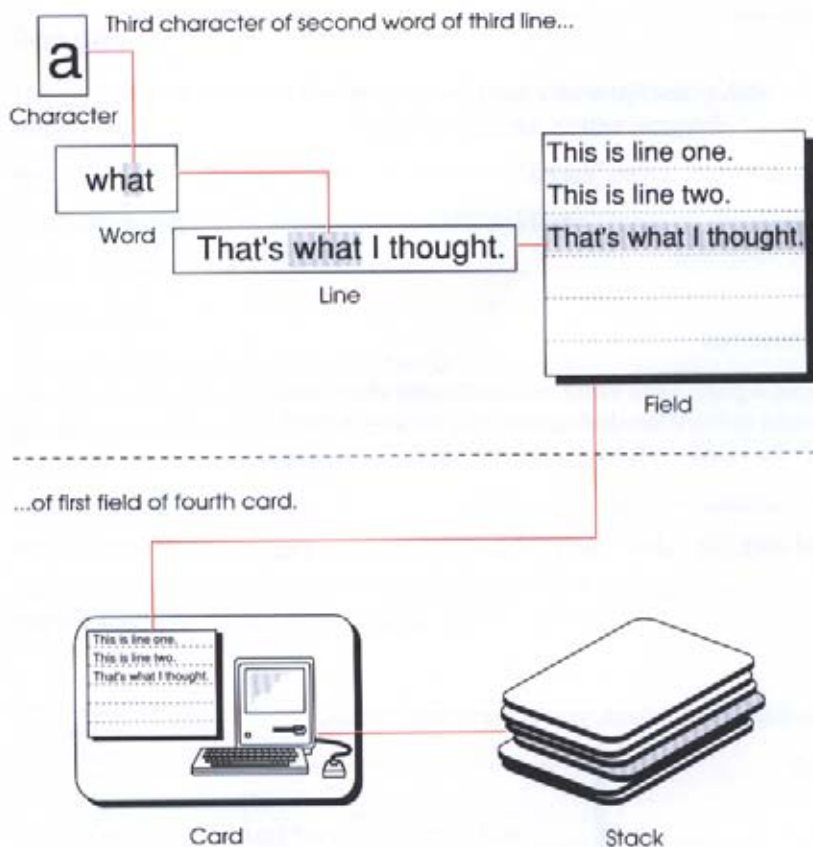 Third character of second word of third line...
a
Character
what
Word
That's what I thought.
Line
This is line one.
This is line two.
That's what I thought.
Field
...of first field of fourth card.
This is line one.
This is line two.
That's what I thought.
Card
Stack